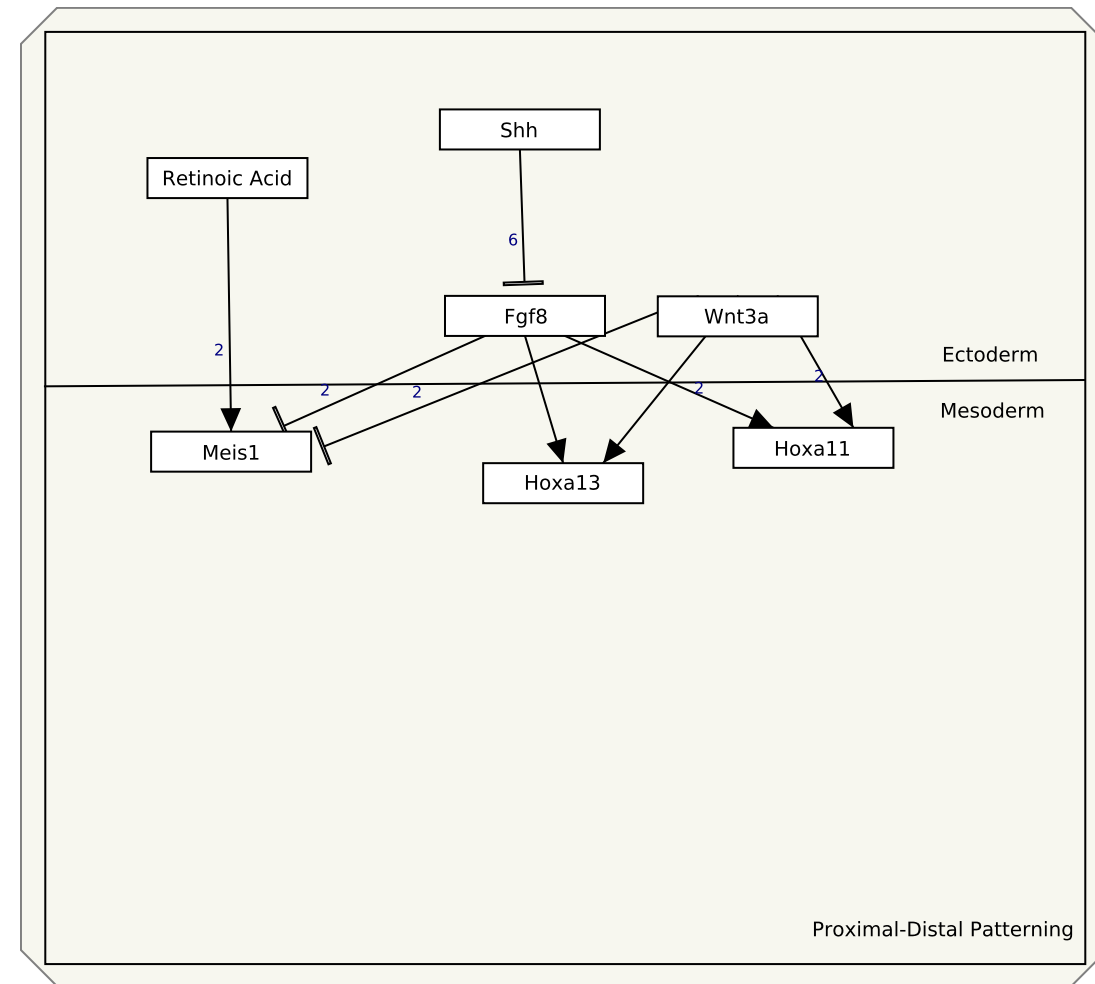 Shh
Retinoic Acid
6
Fgf8
Wnt3a
2
Ectoderm
2
2
2
2
Mesoderm
Meis1
Hoxa11
Hoxa13
Proximal-Distal Patterning